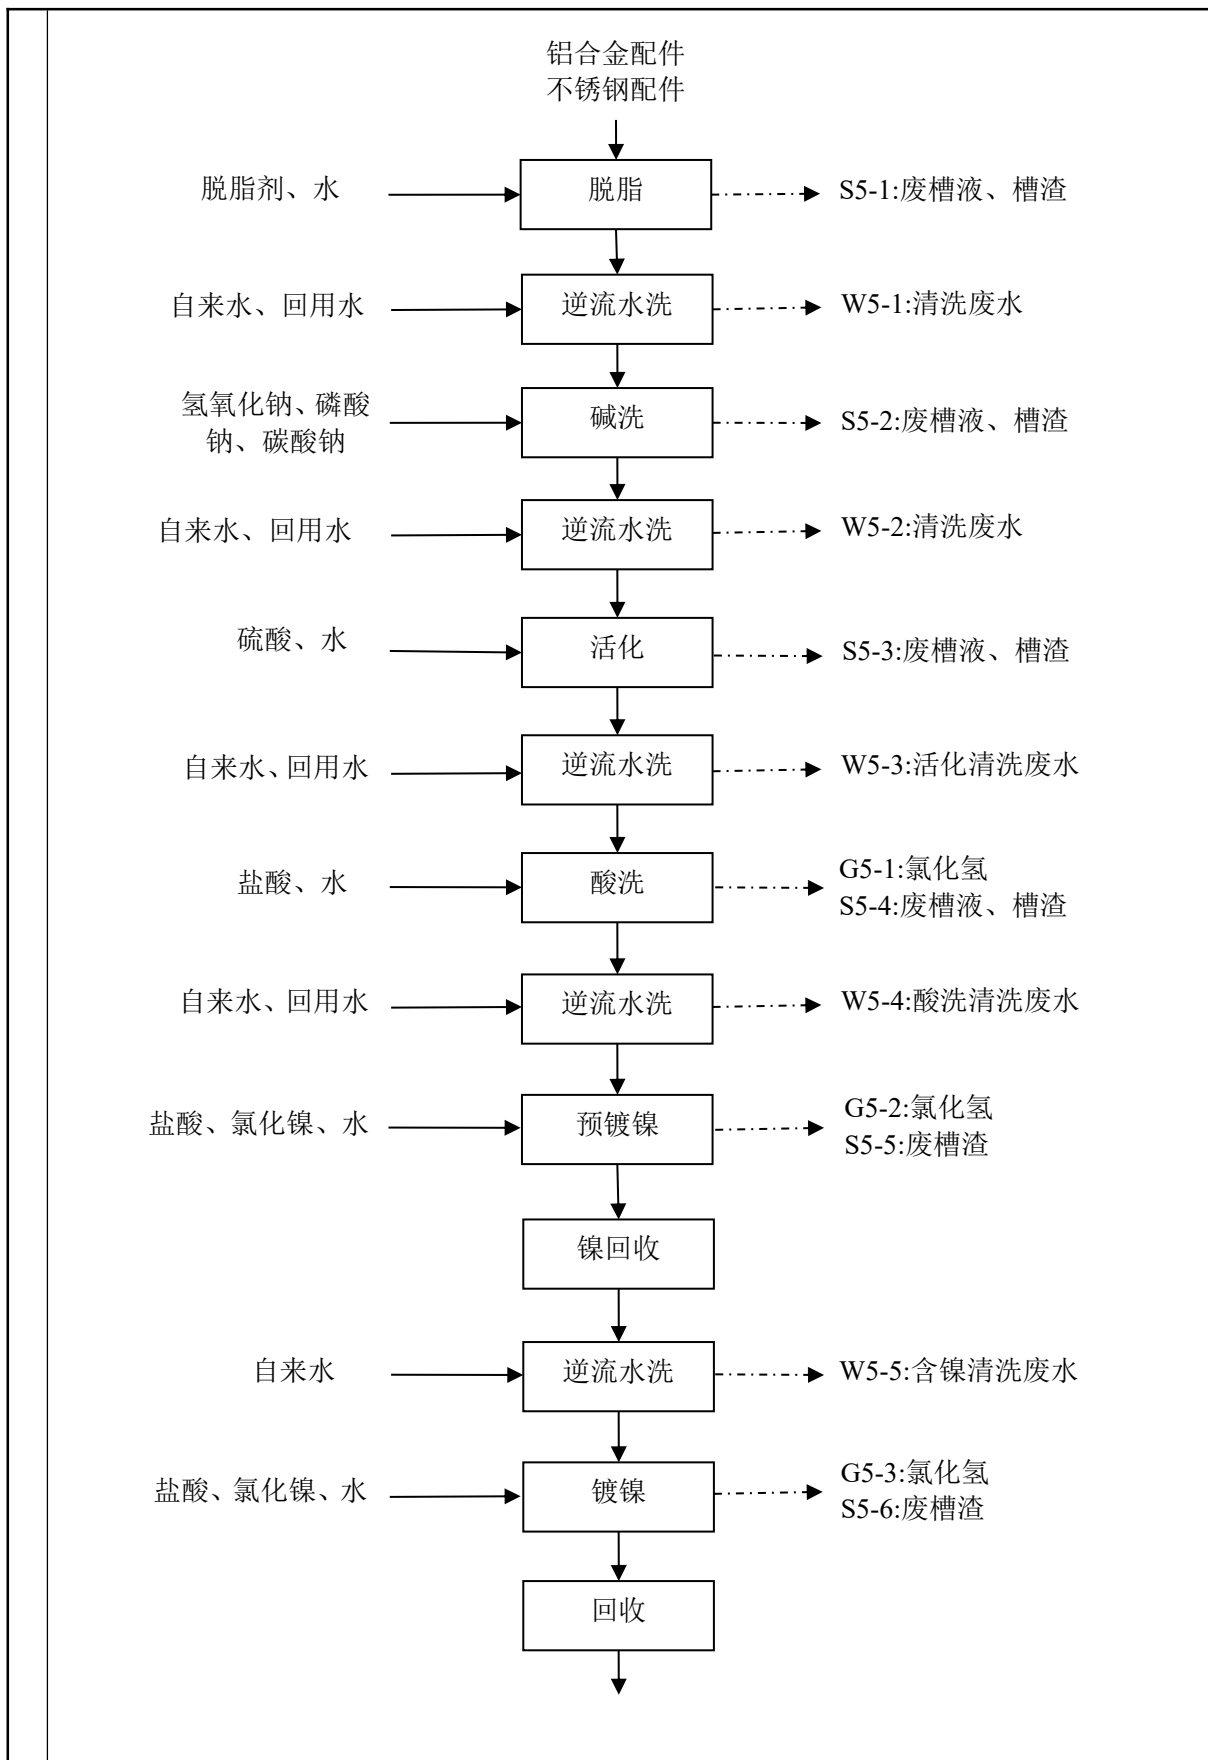 铝合金配件
不锈钢配件
脱脂剂、水
脱脂
S5-1:废槽液、槽渣
自来水、回用水
逆流水洗
W5-1:清洗废水
氢氧化钠、磷酸
钠、碳酸钠
碱洗
S5-2:废槽液、槽渣
自来水、回用水
逆流水洗
W5-2:清洗废水
硫酸、水
活化
S5-3:废槽液、槽渣
自来水、回用水
逆流水洗
W5-3:活化清洗废水
盐酸、水
酸洗
G5-1:氯化氢
S5-4:废槽液、槽渣
自来水、回用水
逆流水洗
W5-4:酸洗清洗废水
盐酸、氯化镍、水
预镀镍
G5-2:氯化氢
S5-5:废槽渣
镍回收
自来水
逆流水洗
W5-5:含镍清洗废水
盐酸、氯化镍、水
镀镍
G5-3:氯化氢
S5-6:废槽渣
回收